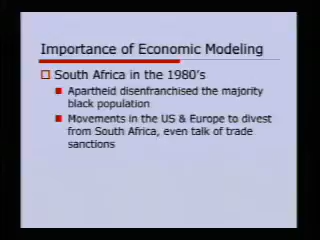 Importance of Economic Modeling
South Africa in the 1980's
Apartheid disenfranchised the majority
black population
Movements in the US & Europe to divest
from South Africa, even talk of trade
sanctions